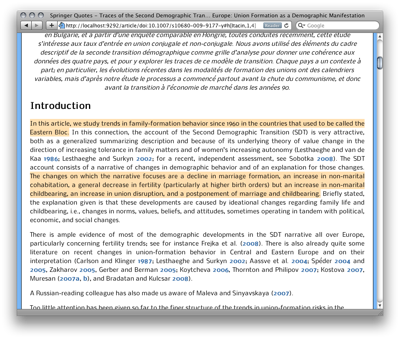 Springer Quotes – Traces of the Second Demographic Tran... Europe: Union Formation as a Demographic Manifestation
http://localhost:9292/article/doi:10.1007/s10680-009-9177-y#h[tacin,1,4]
en Bulgarie, et à partir d'une enquête comparable en Hongrie, toutes conduites récemment, cette étude
s'intéresse aux taux d'entrée en union conjugale et non-conjugale. Nous avons utilisé des éléments du cadre
descriptif de la seconde transition démographique comme grille d'analyse pour donner une cohérence aux
données des quatre pays, et pour y explorer les traces de ce modèle de transition. Chaque pays a un contexte à
part; en particulier, les évolutions récentes dans les modalités de formation des unions ont des calendriers
variables, mais d'après notre étude le processus a commencé partout avant la chute du communisme, et donc
avant la transition à l'économie de marché dans les années 90.
Introduction
In this article, we study trends in family-formation behavior since 1960 in the countries that used to be called the
Eastern Bloc. In this connection, the account of the Second Demographic Transition (SDT) is very attractive,
both as a generalized summarizing description and because of its underlying theory of value change in the
direction of increasing tolerance in family matters and of women's increasing autonomy (Lesthaeghe and van de
Kaa 1986; Lesthaeghe and Surkyn 2002; for a recent, independent assessment, see Sobotka 2008). The SDT
account consists of a narrative of changes in demographic behavior and of an explanation for those changes.
The changes on which the narrative focuses are a decline in marriage formation, an increase in non-marital
cohabitation, a general decrease in fertility (particularly at higher birth orders) but an increase in non-marital
childbearing, an increase in union disruption, and a postponement of marriage and childbearing. Briefly stated,
the explanation given is that these developments are caused by ideational changes regarding family life and
childbearing, i.e., changes in norms, values, beliefs, and attitudes, sometimes operating in tandem with political,
economic, and social changes.
There is ample evidence of most of the demographic developments in the SDT narrative all over Europe,
particularly concerning fertility trends; see for instance Frejka et al. (2008). There is also already quite some
literature on recent changes in union-formation behavior in Central and Eastern Europe and on their
interpretation (Carlson and Klinger 1987; Lesthaeghe and Surkyn 2002; Aassve et al. 2004; Spéder and
2005, Zakharov 2005, Gerber and Berman 2005; Koytcheva 2006, Thornton and Philipov 2007; Kostova 2007,
Muresan (2007a, b), and Bradatan and Kulcsar 2008).
A Russian-reading colleague has also made us aware of Maleva and Sinyavskaya (2007).
Too little attention has been given so far to the finer structure of the trends in union-formation risks in the